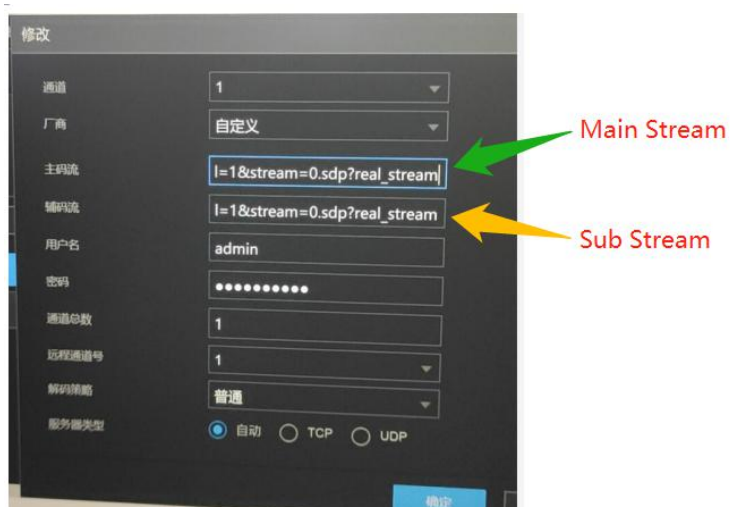 修改
通道 1
厂商 自定义
主码流 l=1&stream=0.sdp?real_stream
Main Stream
辅码流 l=1&stream=0.sdp?real_stream
Sub Stream
用户名 admin
密码 ●●●●●●●●●●
通道总数 1
远程通道号 1
解码策略 普通
服务器类型 自动 TCP UDP
确定